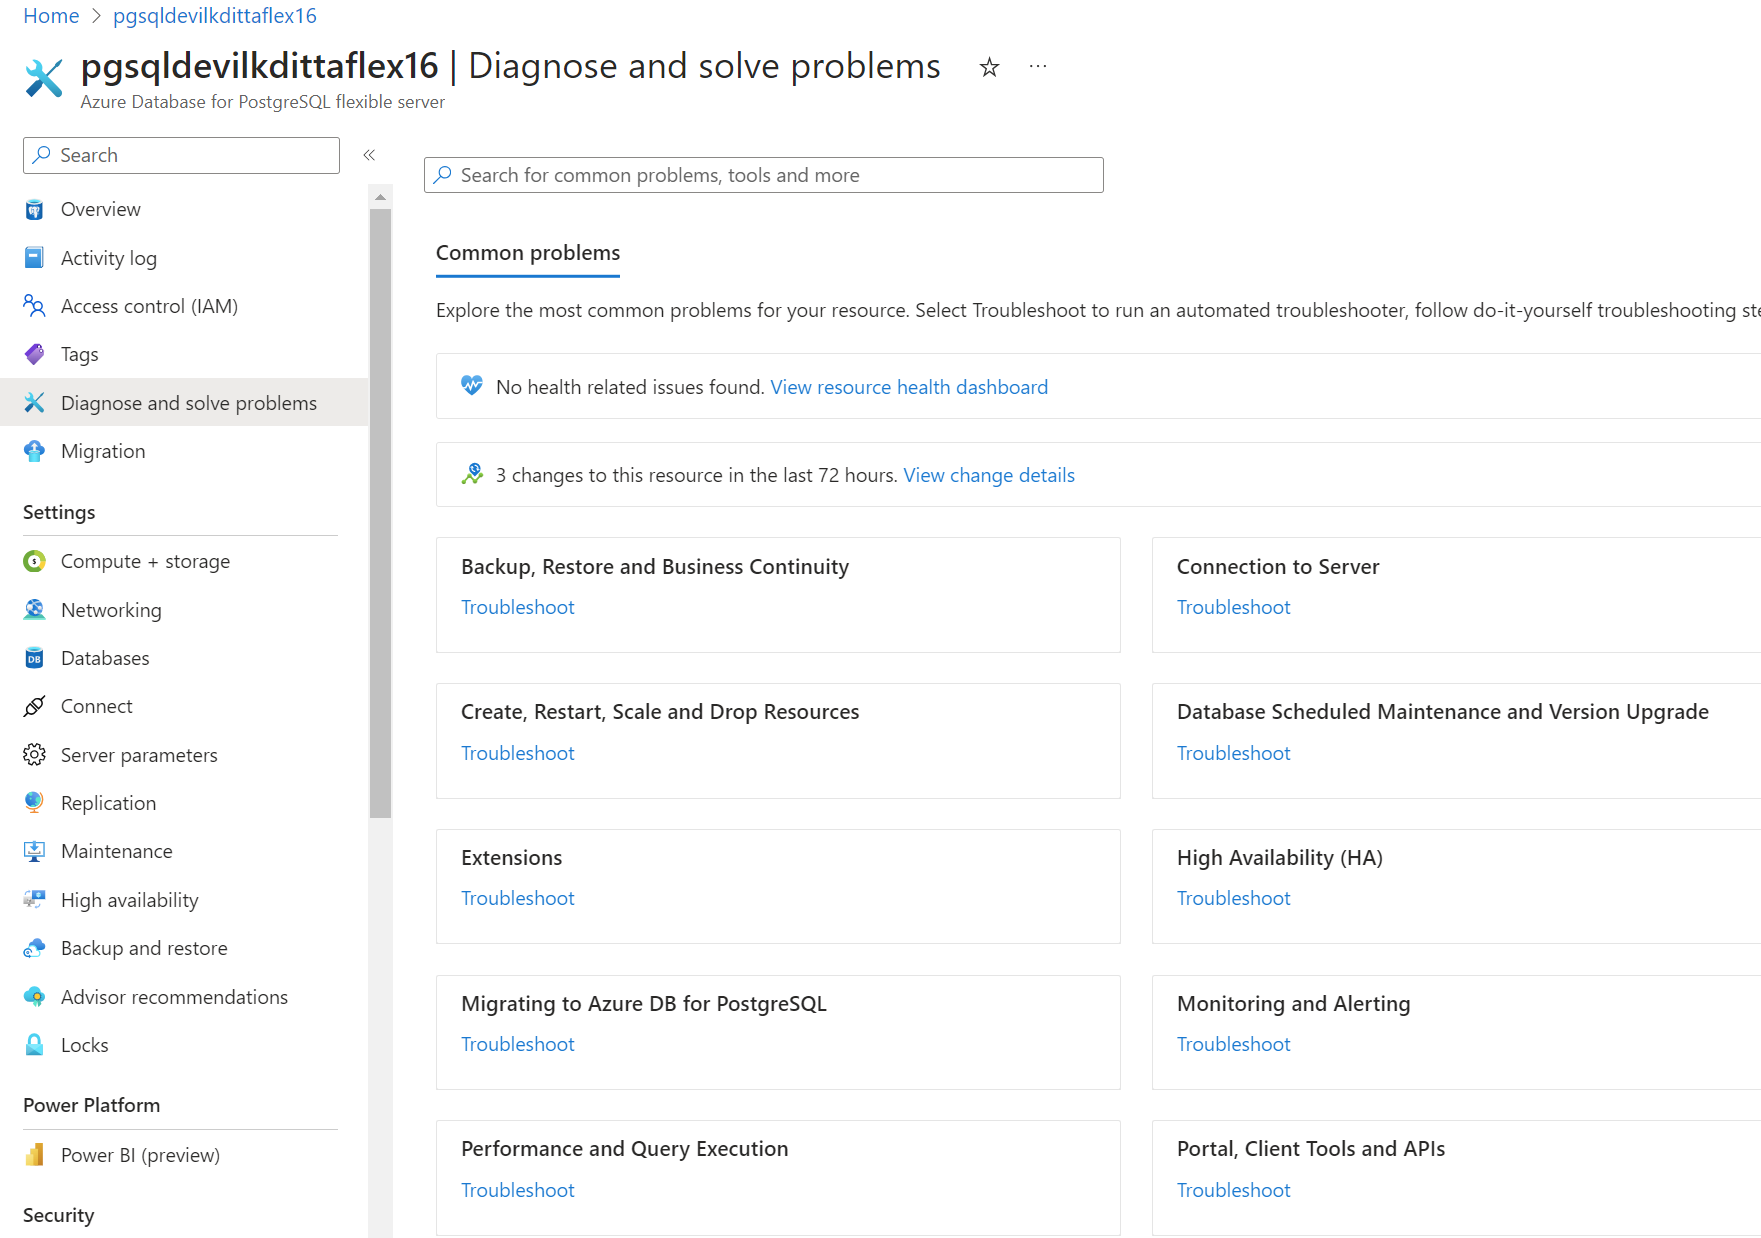 Home > pgsqldevilkdittaflex16
pgsqldevilkdittaflex16 | Diagnose and solve problems
Azure Database for PostgreSQL flexible server
Search
Overview
Activity log
Access control (IAM)
Tags
Diagnose and solve problems
Migration
Settings
Compute + storage
Networking
Databases
Connect
Server parameters
Replication
Maintenance
High availability
Backup and restore
Advisor recommendations
Locks
Power Platform
Power BI (preview)
Security
Search for common problems, tools and more
Common problems
Explore the most common problems for your resource. Select Troubleshoot to run an automated troubleshooter, follow do-it-yourself troubleshooting
No health related issues found. View resource health dashboard
3 changes to this resource in the last 72 hours. View change details
Backup, Restore and Business Continuity
Troubleshoot
Connection to Server
Troubleshoot
Create, Restart, Scale and Drop Resources
Troubleshoot
Database Scheduled Maintenance and Version Upgrade
Troubleshoot
Extensions
Troubleshoot
High Availability (HA)
Troubleshoot
Migrating to Azure DB for PostgreSQL
Troubleshoot
Monitoring and Alerting
Troubleshoot
Performance and Query Execution
Troubleshoot
Portal, Client Tools and APIs
Troubleshoot